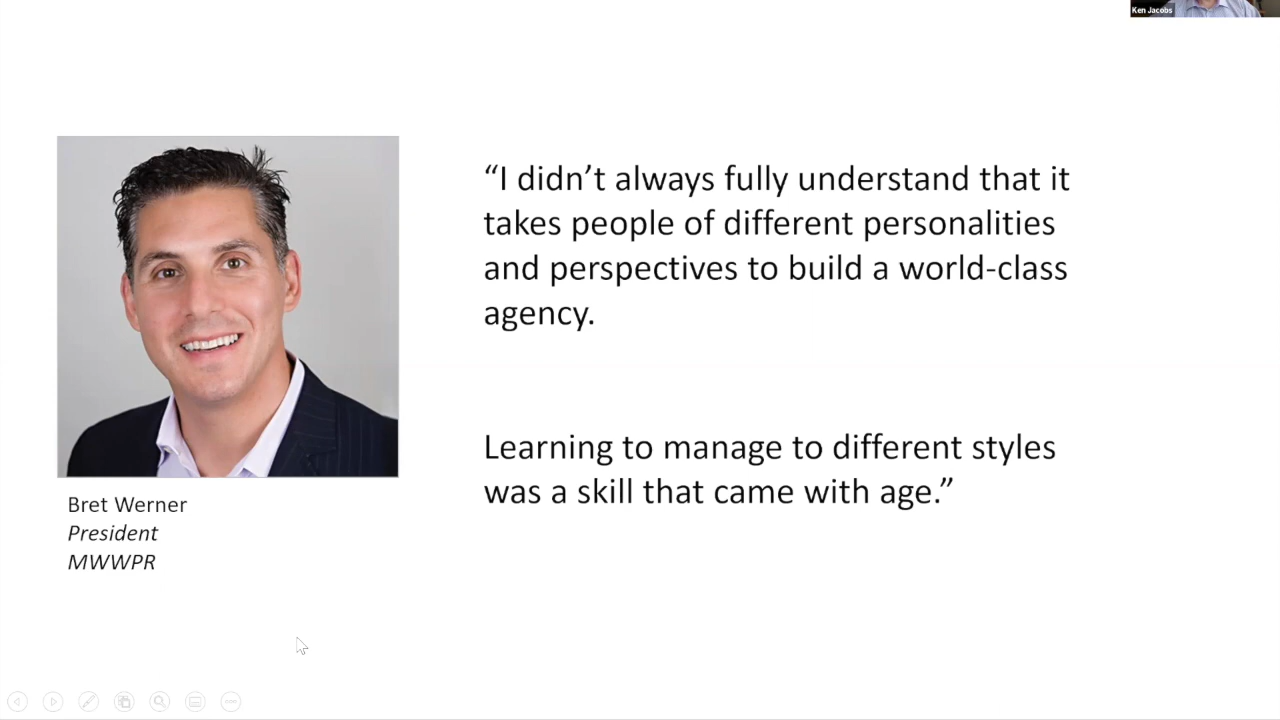 Ken Jacobs
“I didn’t always fully understand that it
takes people of different personalities
and perspectives to build a world-class
agency.
Learning to manage to different styles
was a skill that came with age.”
Bret Werner
President
MWWPR